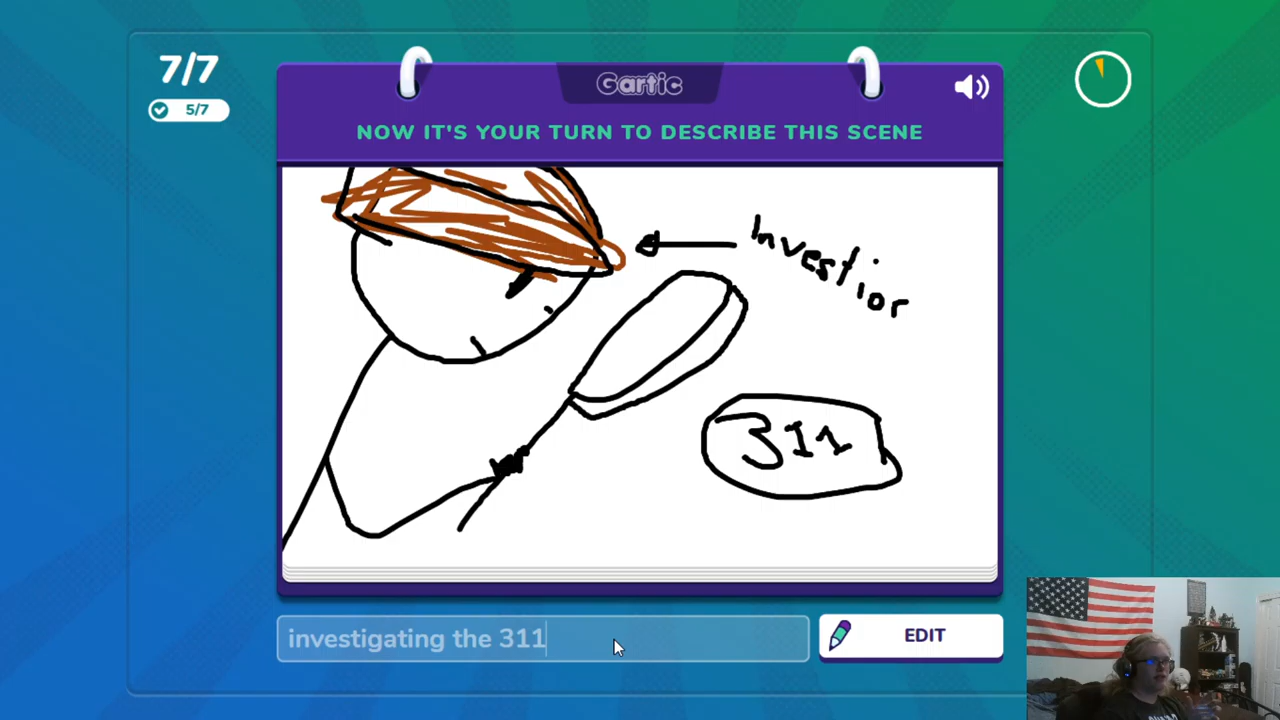 7/7
5/7
Gartic
NOW IT'S YOUR TURN TO DESCRIBE THIS SCENE
Investior
311
investigating the 311
EDIT